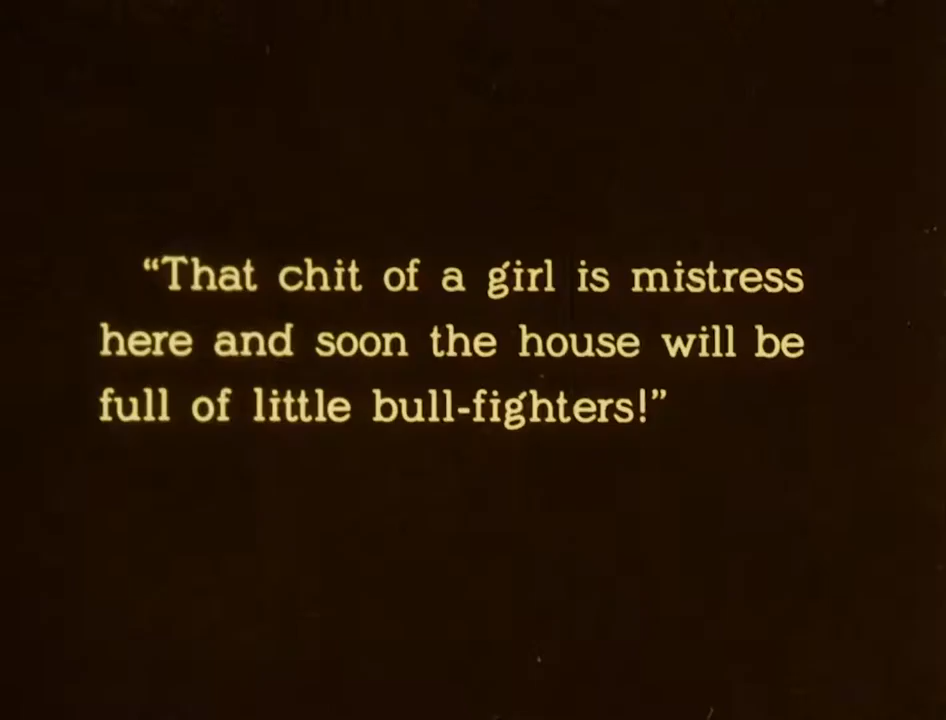 “That chit of a girl is mistress
here and soon the house will be
full of little bull-fighters!”